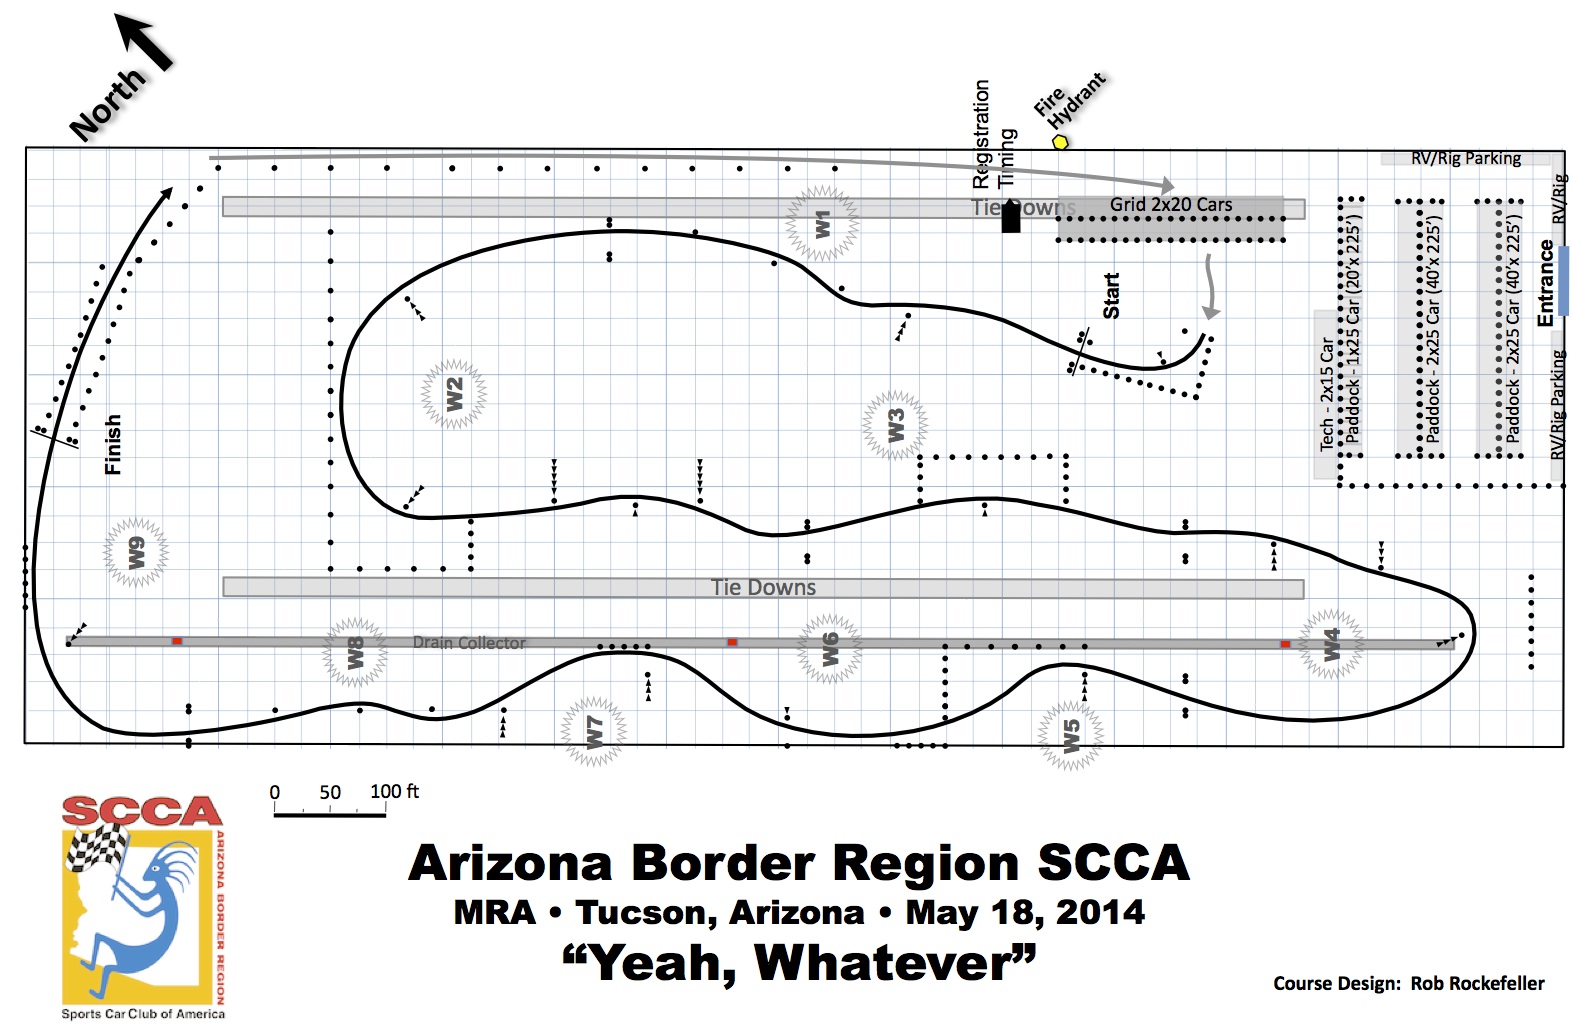 North
Fire
Hydrant
Registration
Timing
RV/Rig Parking
RV/Rig
Tie Downs
Grid 2x20 Cars
W1
Start
Entrance
Paddock - 1x25 Car (20'x 225')
Paddock - 2x25 Car (40'x 225')
Paddock - 2x25 Car (40'x 225')
Tech - 2x15 Car
RV/Rig Parking
W2
W3
Finish
W9
Tie Downs
W8
Drain Collector
W6
W4
W7
W5
0 50 100 ft
SCCA
ARIZONA BORDER REGION
Sports Car Club of America
Arizona Border Region SCCA
MRA • Tucson, Arizona • May 18, 2014
“Yeah, Whatever”
Course Design: Rob Rockefeller